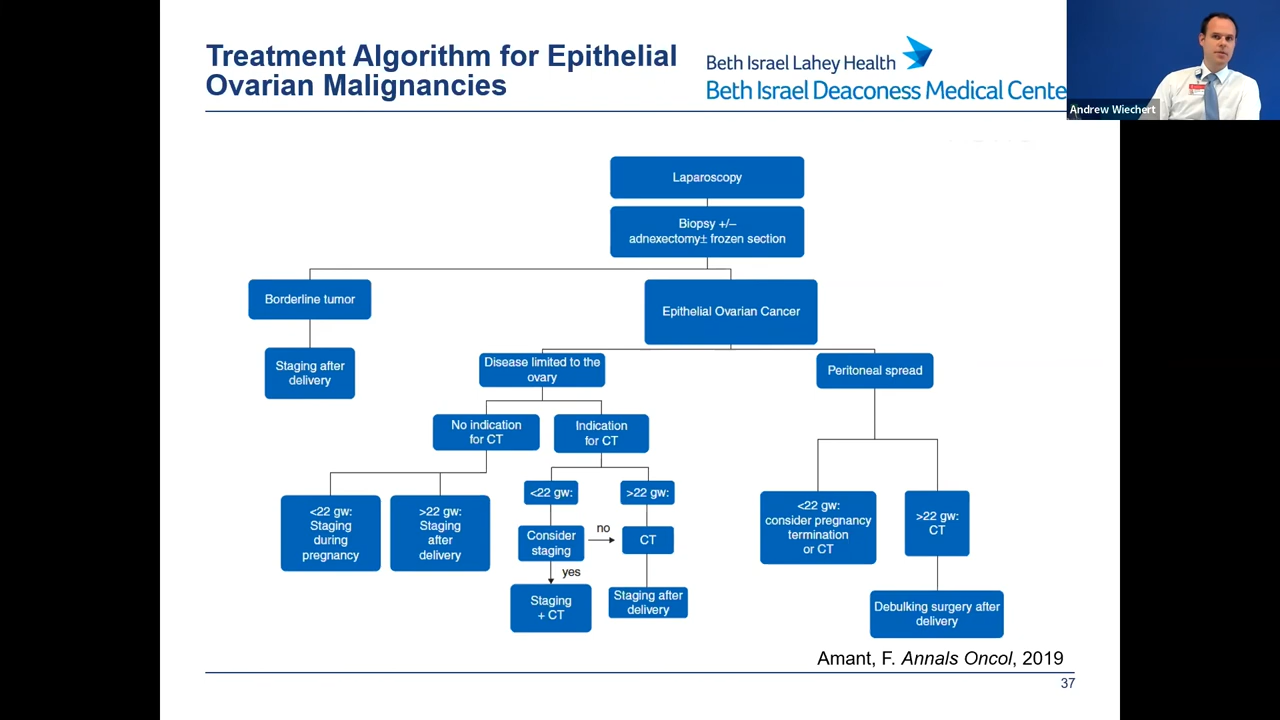 Treatment Algorithm for Epithelial
Ovarian Malignancies
Beth Israel Lahey Health
Beth Israel Deaconess Medical Cente
Andrew Wiechert
Laparoscopy
Biopsy +/–
adnexectomy± frozen section
Borderline tumor
Epithelial Ovarian Cancer
Staging after
delivery
Disease limited to the
ovary
Peritoneal spread
No indication
for CT
Indication
for CT
<22 gw:
Staging
during
pregnancy
>22 gw:
Staging
after
delivery
<22 gw:
>22 gw:
Consider
staging
no
CT
yes
Staging
+ CT
Staging after
delivery
<22 gw:
consider pregnancy
termination
or CT
>22 gw:
CT
Debulking surgery after
delivery
Amant, F. Annals Oncol, 2019
37